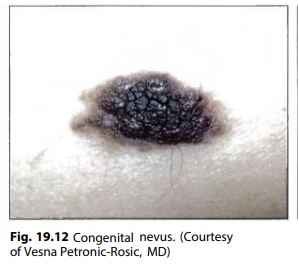 Fig. 19.12 Congenital nevus. (Courtesy
of Vesna Petronic-Rosic, MD)